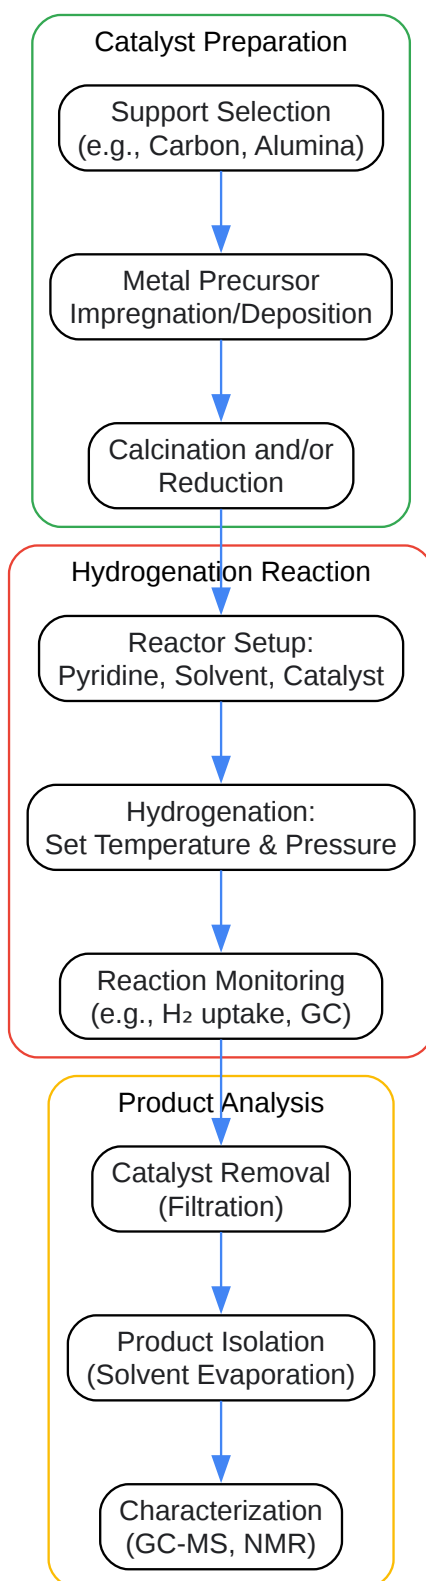 Catalyst Preparation
Support Selection
(e.g., Carbon, Alumina)
Metal Precursor
Impregnation/Deposition
Calcination and/or
Reduction
Hydrogenation Reaction
Reactor Setup:
Pyridine, Solvent, Catalyst
Hydrogenation:
Set Temperature & Pressure
Reaction Monitoring
(e.g., H₂ uptake, GC)
Product Analysis
Catalyst Removal
(Filtration)
Product Isolation
(Solvent Evaporation)
Characterization
(GC-MS, NMR)